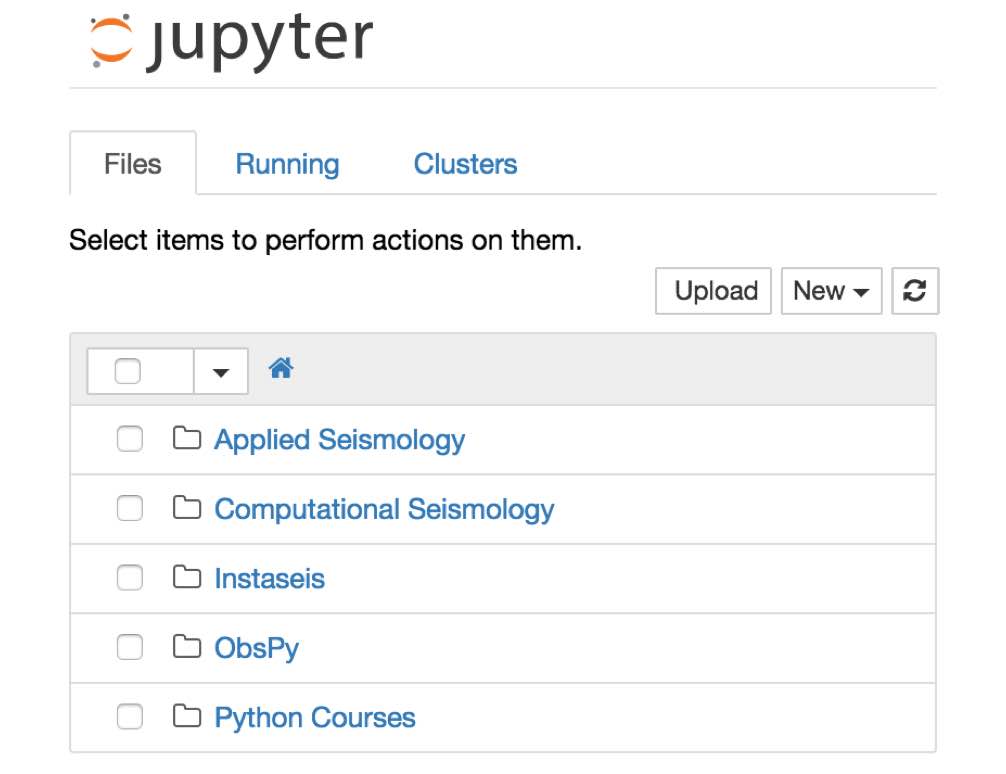 jupyter
Files Running Clusters
Select items to perform actions on them.
Upload New
Applied Seismology
Computational Seismology
Instaseis
ObsPy
Python Courses